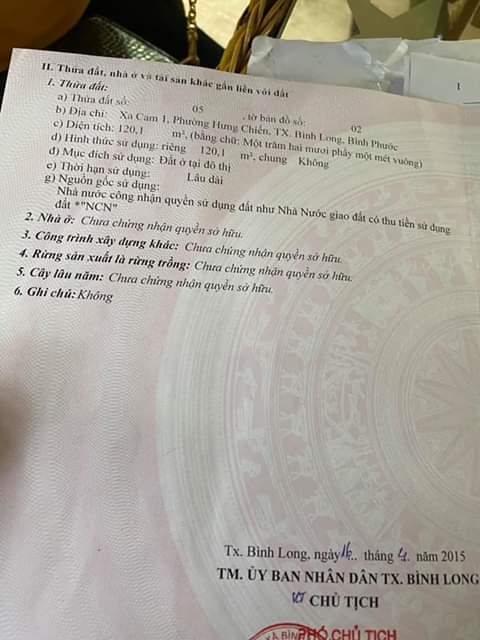 II. Thửa đất, nhà ở và tài sản khác gắn liền với đất
1. Thửa đất:
a) Thửa đất số: 05 , tờ bản đồ số: 02
b) Địa chỉ: Xa Cam 1, Phường Hưng Chiến, TX. Bình Long, Bình Phước
c) Diện tích: 120,1 m², (bằng chữ: Một trăm hai mươi phẩy một mét vuông)
d) Hình thức sử dụng: riêng 120,1 m², chung Không
đ) Mục đích sử dụng: Đất ở tại đô thị
e) Thời hạn sử dụng: Lâu dài
g) Nguồn gốc sử dụng:
Nhà nước công nhận quyền sử dụng đất như Nhà Nước giao đất có thu tiền sử dụng
đất *"NCN"
2. Nhà ở: Chưa chứng nhận quyền sở hữu.
3. Công trình xây dựng khác: Chưa chứng nhận quyền sở hữu.
4. Rừng sản xuất là rừng trồng: Chưa chứng nhận quyền sở hữu.
5. Cây lâu năm: Chưa chứng nhận quyền sở hữu.
6. Ghi chú: Không
Tx. Bình Long, ngày 16.. tháng 4. năm 2015
TM. ỦY BAN NHÂN DÂN TX. BÌNH LONG
KT CHỦ TỊCH
PHÓ CHỦ TỊCH